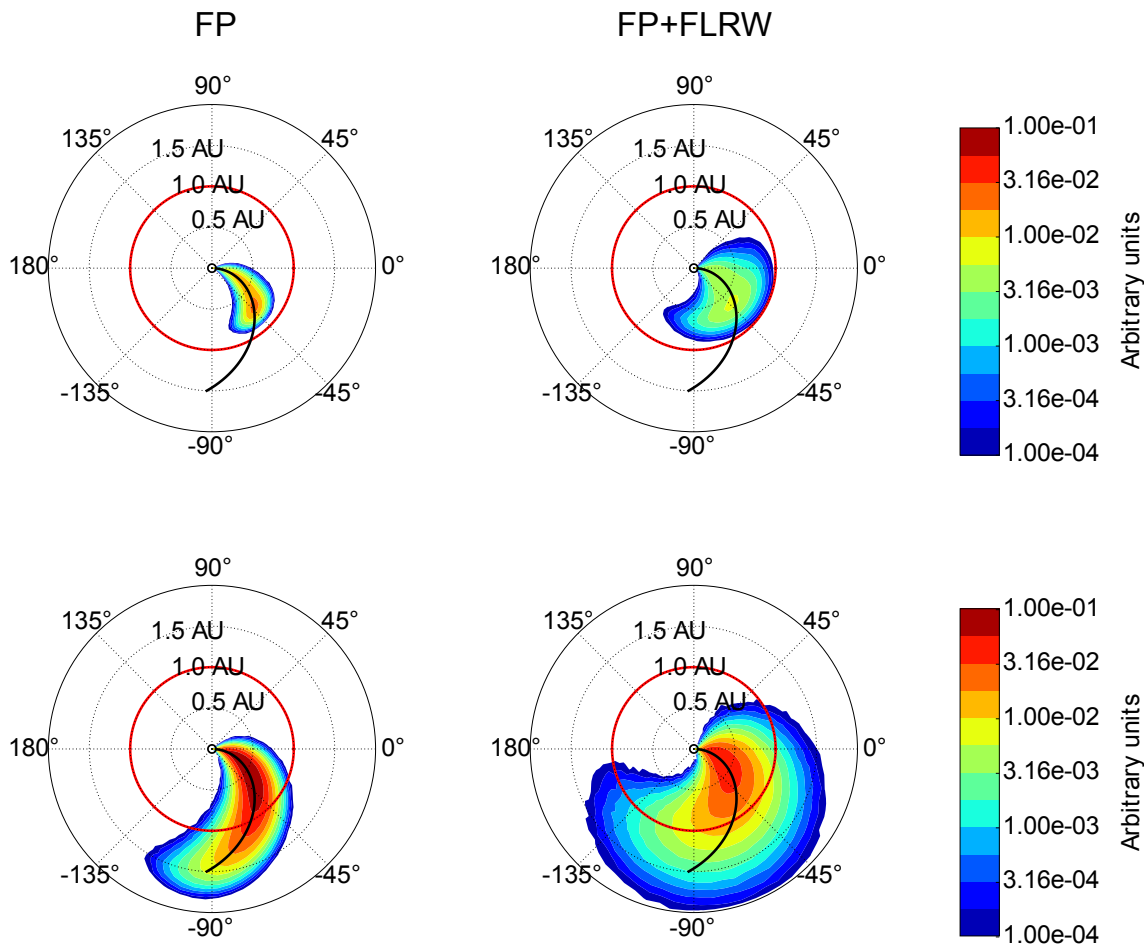 FP
FP+FLRW
90°
135°
45°
1.5 AU
1.0 AU
0.5 AU
180°
0°
-135°
-45°
-90°
90°
135°
45°
1.5 AU
1.0 AU
0.5 AU
180°
0°
-135°
-45°
-90°
1.00e-01
3.16e-02
1.00e-02
3.16e-03
1.00e-03
3.16e-04
1.00e-04
Arbitrary units
90°
135°
45°
1.5 AU
1.0 AU
0.5 AU
180°
0°
-135°
-45°
-90°
90°
135°
45°
1.5 AU
1.0 AU
0.5 AU
180°
0°
-135°
-45°
-90°
1.00e-01
3.16e-02
1.00e-02
3.16e-03
1.00e-03
3.16e-04
1.00e-04
Arbitrary units